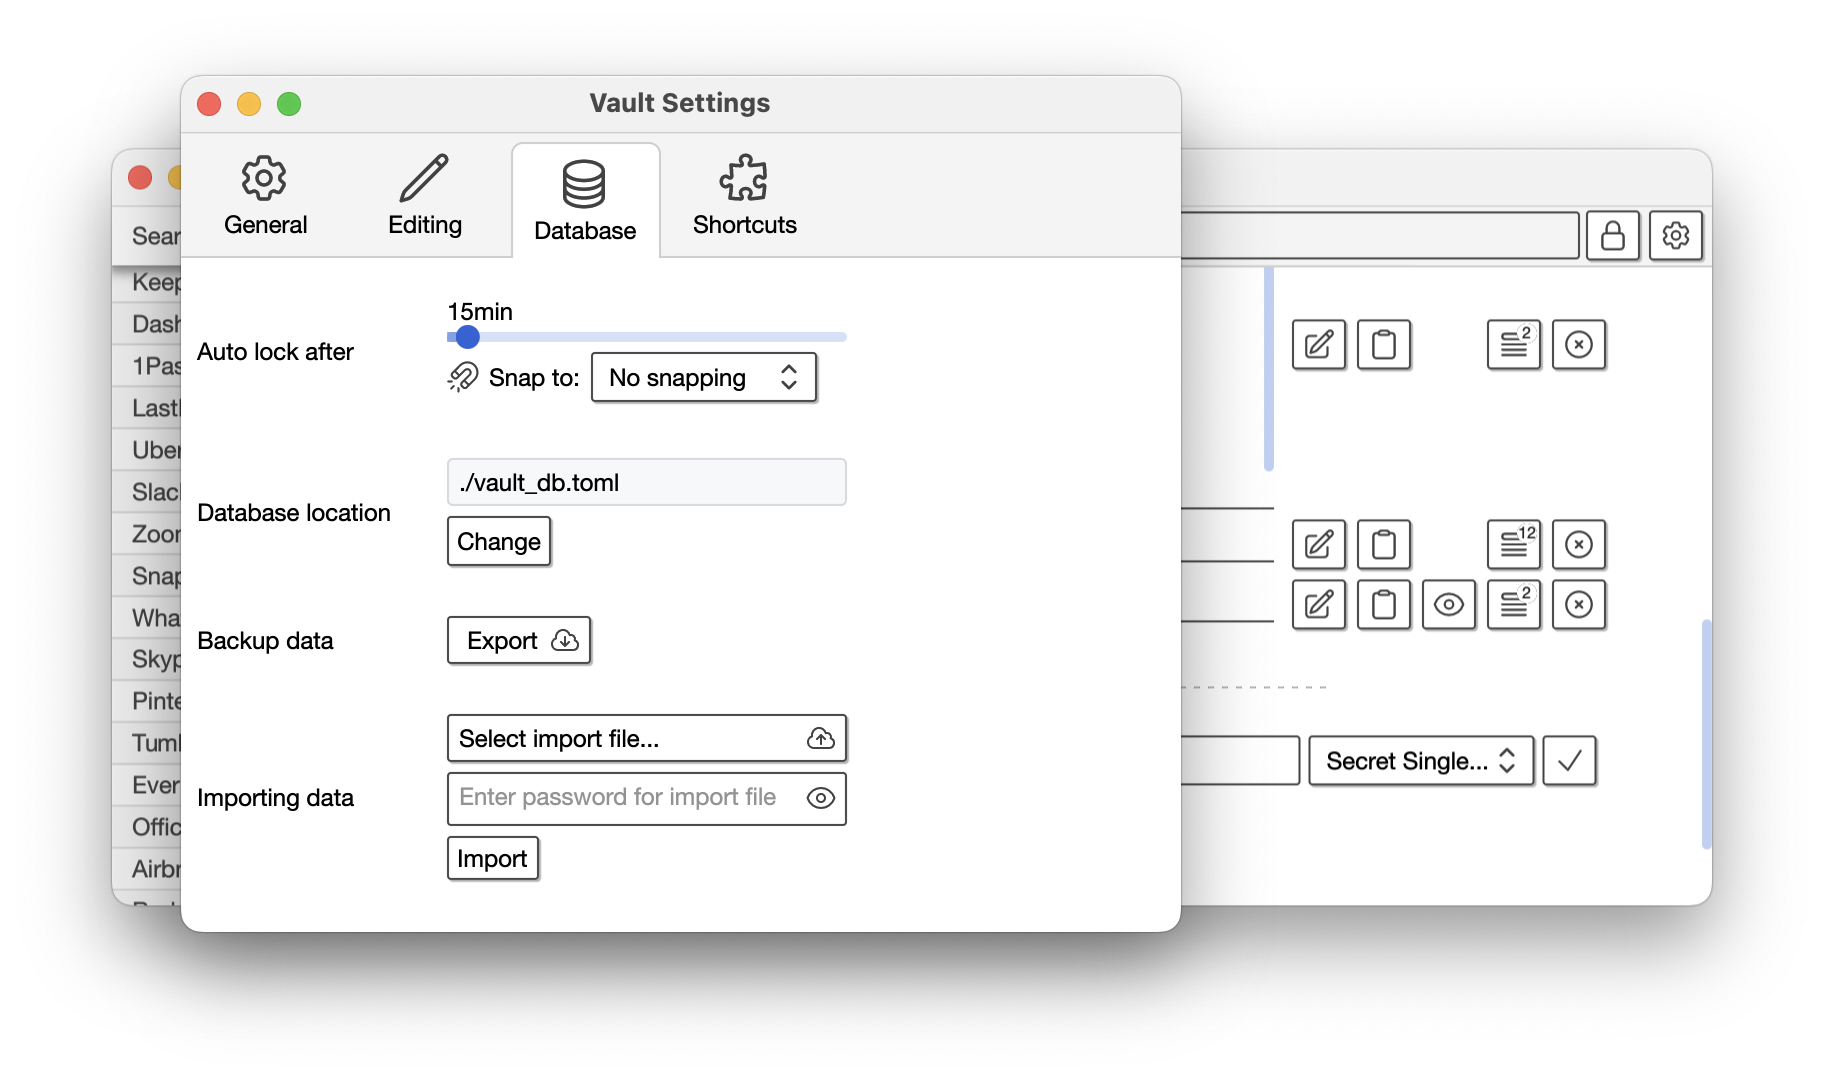 Vault Settings
General
Editing
Database
Shortcuts
Auto lock after
15min
Snap to:
No snapping
Database location
./vault_db.toml
Change
Backup data
Export
Importing data
Select import file...
Enter password for import file
Import
Sear
Keep
Dash
1Pas
Last
Uber
Slac
Zoom
Snap
Wha
Skyp
Pinte
Tuml
Ever
Offic
Airbn
2
12
2
Secret Single...